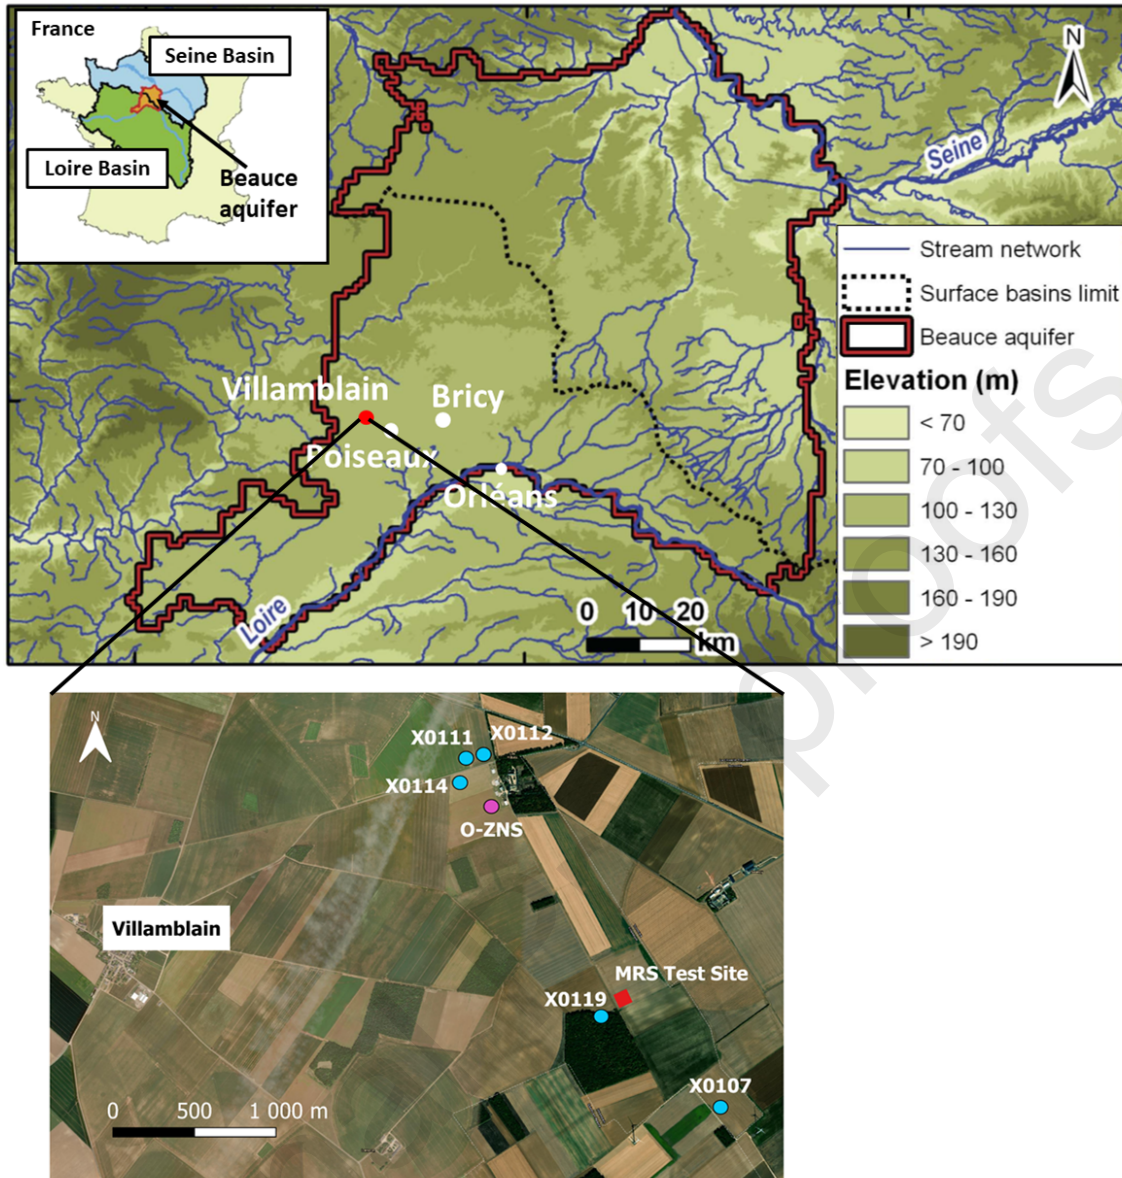 France
Seine Basin
Loire Basin
Beauce
aquifer
N
Seine
Stream network
Surface basins limit
Beauce aquifer
Elevation (m)
< 70
70 - 100
100 - 130
130 - 160
160 - 190
> 190
Villamblain
Bricy
Poiseaux
Orléans
Loire
0 10 20
km
N
X0111
X0112
X0114
O-ZNS
Villamblain
MRS Test Site
X0119
X0107
0 500 1 000 m
proofs